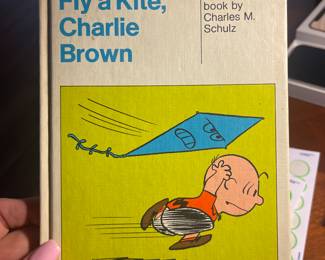 Fly a Kite,
Charlie
Brown
book by
Charles M.
Schulz